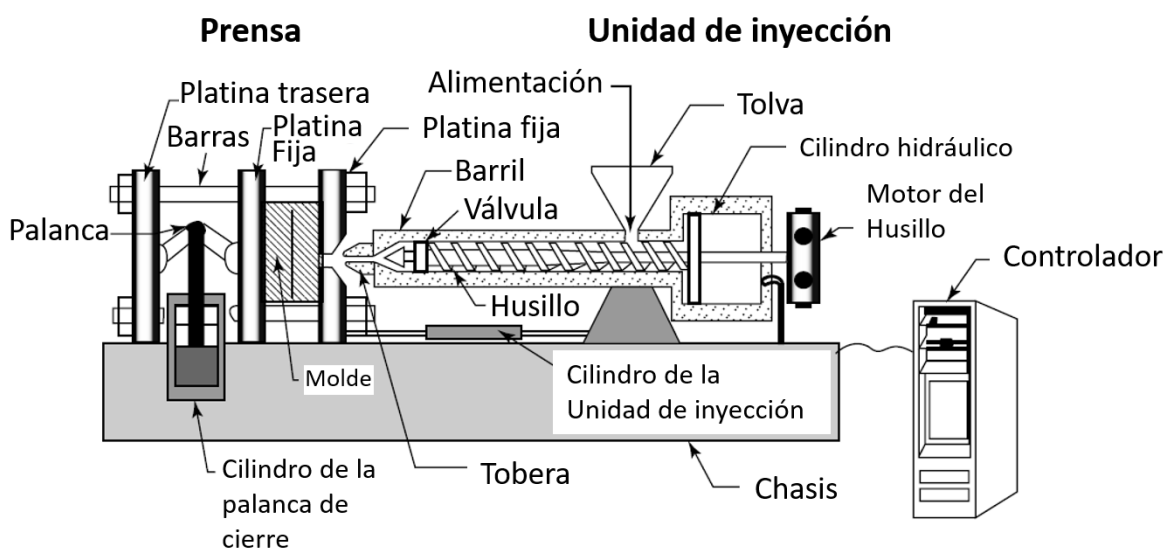 Prensa
Unidad de inyección
Alimentación
Tolva
Platina trasera
Barras
Platina
Fija
Platina fija
Cilindro hidráulico
Barril
Válvula
Motor del
Husillo
Palanca
Controlador
Husillo
Molde
Cilindro de la
Unidad de inyección
Cilindro de la
palanca de
cierre
Tobera
Chasis